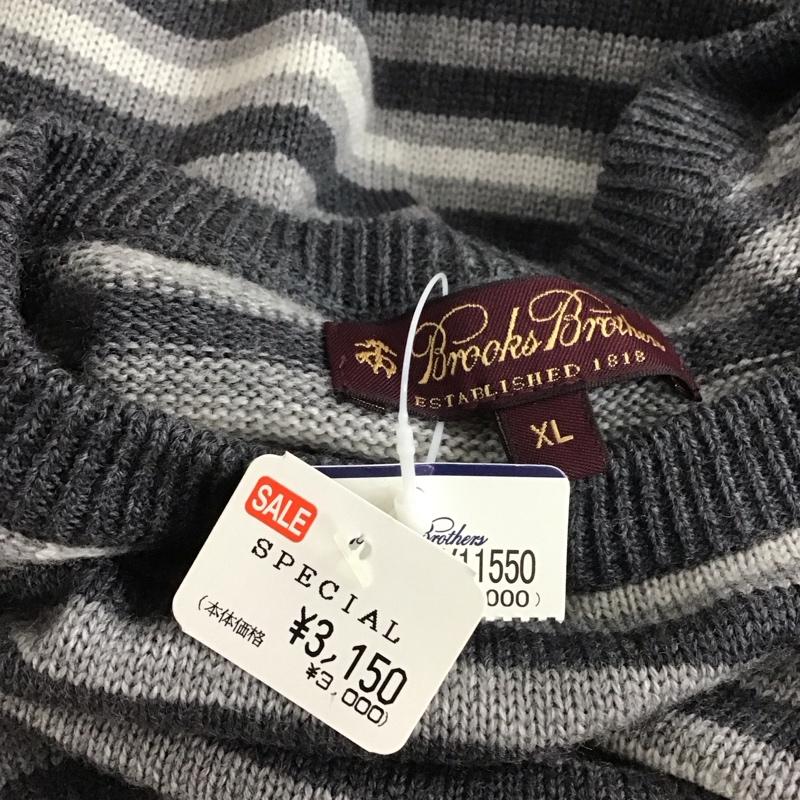 Brooks Brothers
ESTABLISHED 1818
XL
Brothers
¥11550
000)
SALE
SPECIAL
¥3,150
(本体価格 ¥3,000)